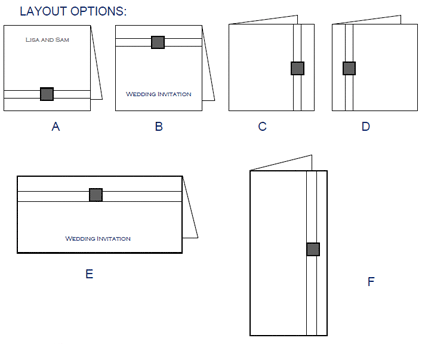 LAYOUT OPTIONS:
LISA AND SAM
WEDDING INVITATION
A
B
C
D
WEDDING INVITATION
E
F